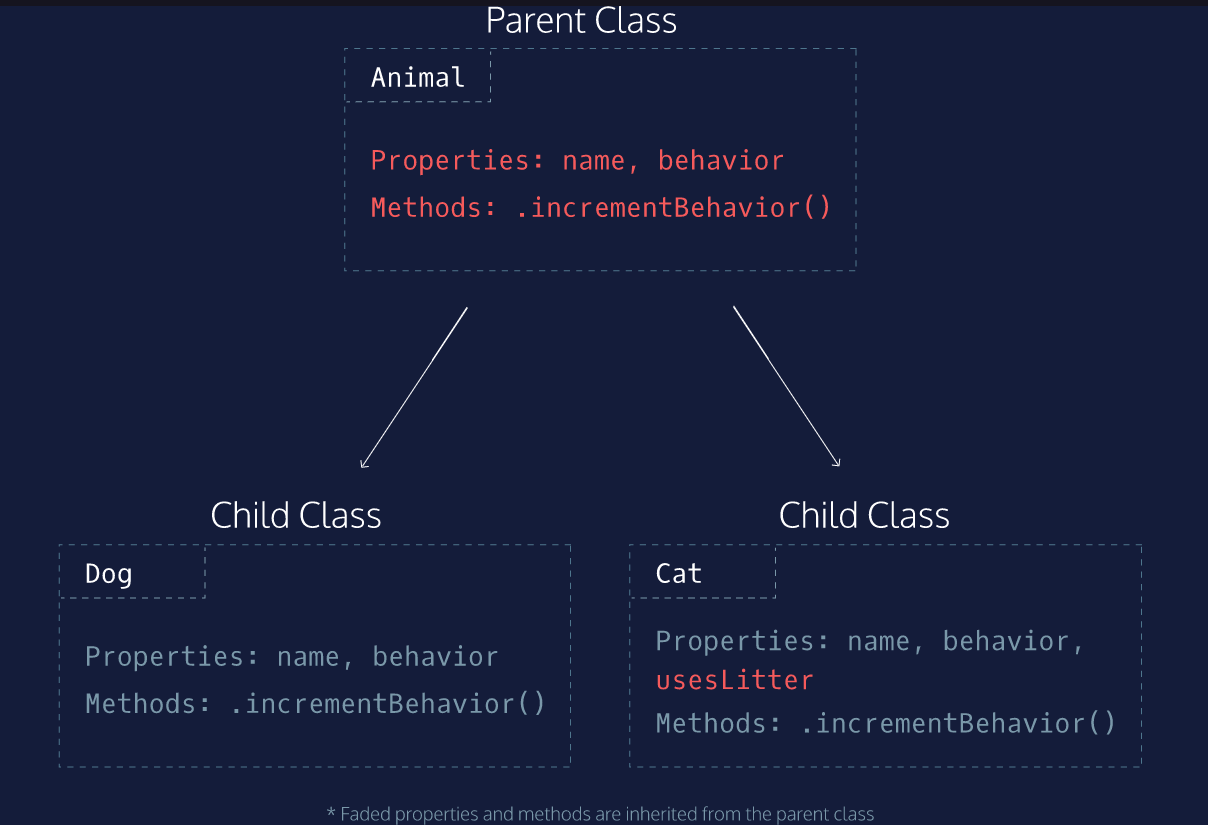 Parent Class
Animal
Properties: name, behavior
Methods: .incrementBehavior()
Child Class
Dog
Properties: name, behavior
Methods: .incrementBehavior()
Child Class
Cat
Properties: name, behavior,
usesLitter
Methods: .incrementBehavior()
* Faded properties and methods are inherited from the parent class